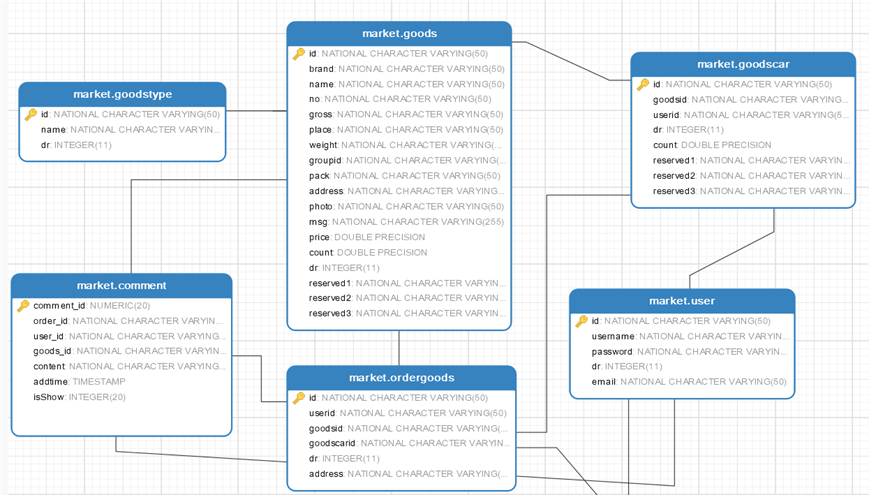 market.goods
id: NATIONAL CHARACTER VARYING(50)
brand: NATIONAL CHARACTER VARYING(50)
name: NATIONAL CHARACTER VARYING(50)
no: NATIONAL CHARACTER VARYING(50)
gross: NATIONAL CHARACTER VARYING(50)
place: NATIONAL CHARACTER VARYING(50)
weight: NATIONAL CHARACTER VARYING(...
groupid: NATIONAL CHARACTER VARYING(...
pack: NATIONAL CHARACTER VARYING(50)
address: NATIONAL CHARACTER VARYING...
photo: NATIONAL CHARACTER VARYING(50)
msg: NATIONAL CHARACTER VARYING(255)
price: DOUBLE PRECISION
count: DOUBLE PRECISION
dr: INTEGER(11)
reserved1: NATIONAL CHARACTER VARYIN...
reserved2: NATIONAL CHARACTER VARYIN...
reserved3: NATIONAL CHARACTER VARYIN...
market.goodscar
id: NATIONAL CHARACTER VARYING(50)
goodsid: NATIONAL CHARACTER VARYING...
userid: NATIONAL CHARACTER VARYING(5...
dr: INTEGER(11)
count: DOUBLE PRECISION
reserved1: NATIONAL CHARACTER VARYIN...
reserved2: NATIONAL CHARACTER VARYIN...
reserved3: NATIONAL CHARACTER VARYIN...
market.goodstype
id: NATIONAL CHARACTER VARYING(50)
name: NATIONAL CHARACTER VARYIN...
dr: INTEGER(11)
market.comment
comment_id: NUMERIC(20)
order_id: NATIONAL CHARACTER VARYIN...
user_id: NATIONAL CHARACTER VARYING...
goods_id: NATIONAL CHARACTER VARYIN...
content: NATIONAL CHARACTER VARYING...
addtime: TIMESTAMP
isShow: INTEGER(20)
market.user
id: NATIONAL CHARACTER VARYING(50)
username: NATIONAL CHARACTER VARYIN...
password: NATIONAL CHARACTER VARYIN...
dr: INTEGER(11)
email: NATIONAL CHARACTER VARYING(50)
market.ordergoods
id: NATIONAL CHARACTER VARYING(50)
userid: NATIONAL CHARACTER VARYING(50)
goodsid: NATIONAL CHARACTER VARYING(...
goodscarid: NATIONAL CHARACTER VARYIN...
dr: INTEGER(11)
address: NATIONAL CHARACTER VARYING(...